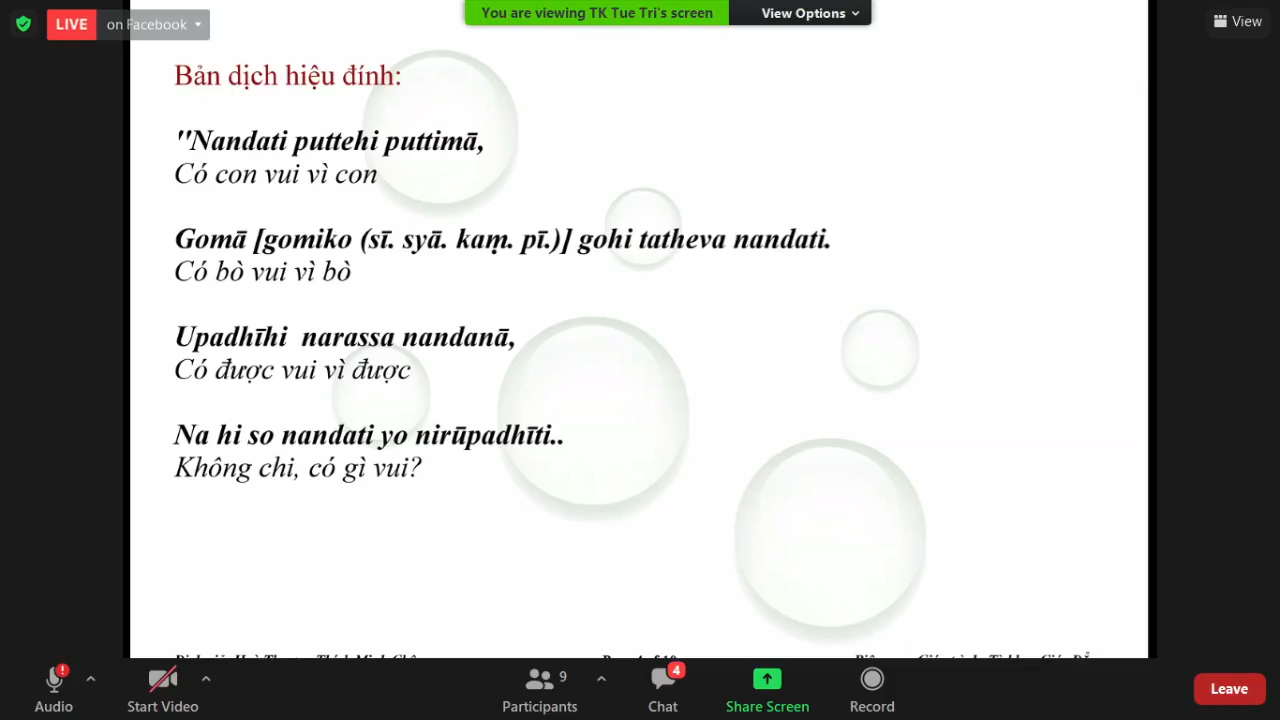 You are viewing TK Tue Tri's screen View Options
LIVE on Facebook
View
Bản dịch hiệu đính:
"Nandati puttehi puttimā,
Có con vui vì con
Gomā [gomiko (sī. syā. kaṃ. pī.)] gohi tatheva nandati.
Có bò vui vì bò
Upadhīhi narassa nandanā,
Có được vui vì được
Na hi so nandati yo nirūpadhīti..
Không chi, có gì vui?
9
4
Audio Start Video Participants Chat Share Screen Record Leave